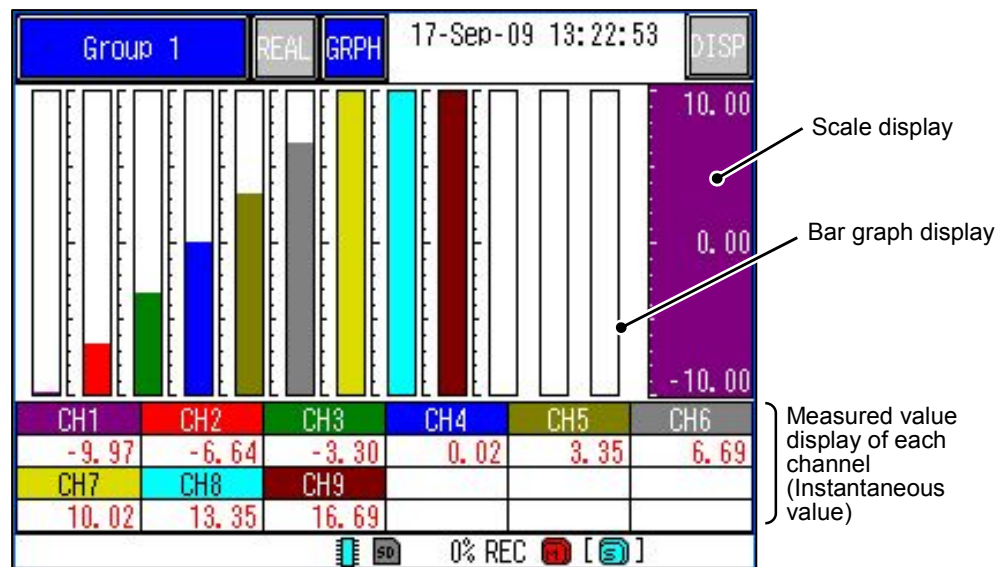 Group 1 REAL GRPH 17-Sep-09 13:22:53 DISP
10.00
Scale display
0.00
Bar graph display
-10.00
CH1 CH2 CH3 CH4 CH5 CH6
-9.97 -6.64 -3.30 0.02 3.35 6.69
CH7 CH8 CH9
10.02 13.35 16.69
Measured value
display of each
channel
(Instantaneous
value)
SD 0% REC M [S]